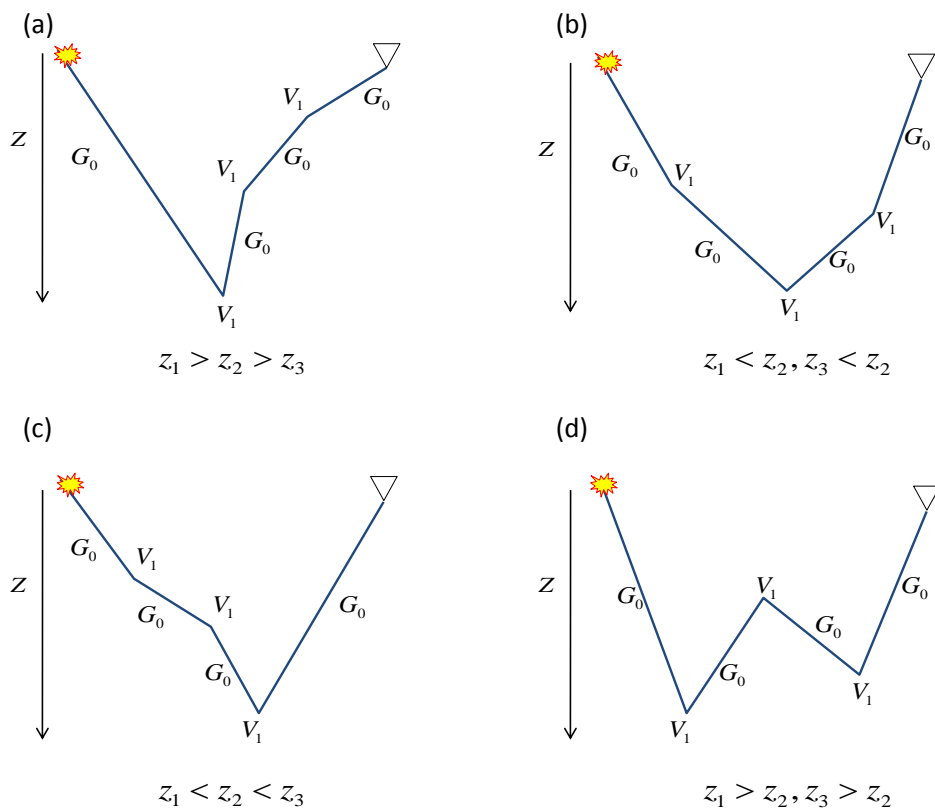 (a)
Z
G₀
V₁
G₀
V₁
G₀
G₀
V₁
z₁ > z₂ > z₃
(b)
Z
G₀
V₁
G₀
V₁
G₀
V₁
G₀
z₁ < z₂, z₃ < z₂
(c)
Z
G₀
V₁
G₀
V₁
G₀
V₁
G₀
z₁ < z₂ < z₃
(d)
Z
G₀
V₁
G₀
V₁
G₀
V₁
G₀
z₁ > z₂, z₃ > z₂